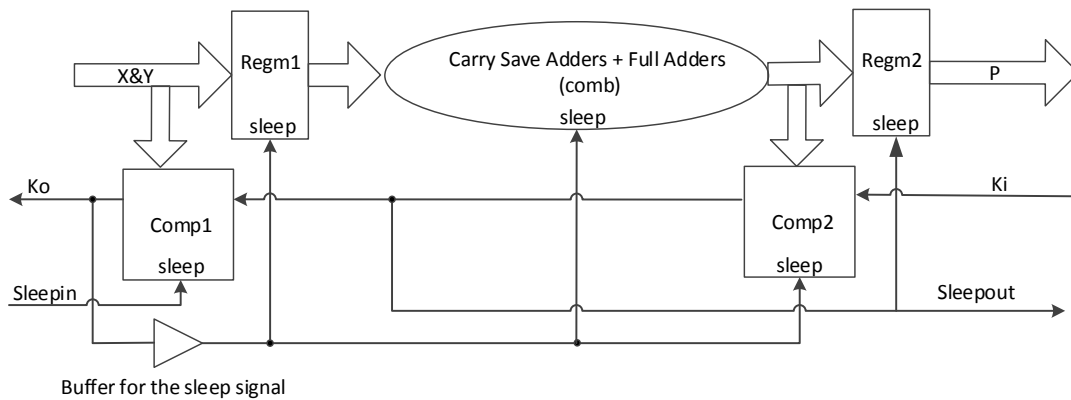 Regm1
Regm2
X&Y
Carry Save Adders + Full Adders
(comb)
P
sleep
sleep
sleep
Ko
Ki
Comp1
Comp2
sleep
sleep
Sleepin
Sleepout
Buffer for the sleep signal